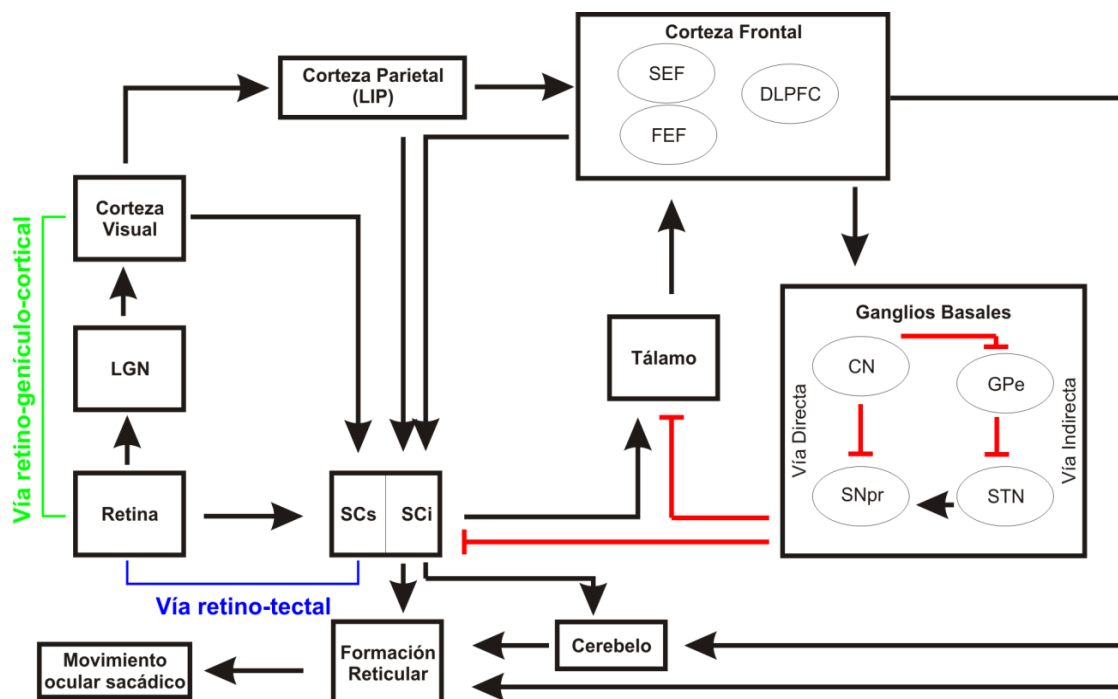 Corteza Frontal
SEF
DLPFC
FEF
Corteza Parietal
(LIP)
Corteza
Visual
Vía retino-genículo-cortical
LGN
Tálamo
Ganglios Basales
CN
GPe
Vía Directa
Vía Indirecta
SNpr
STN
Retina
SCs
SCi
Vía retino-tectal
Formación
Reticular
Cerebelo
Movimiento
ocular sacádico